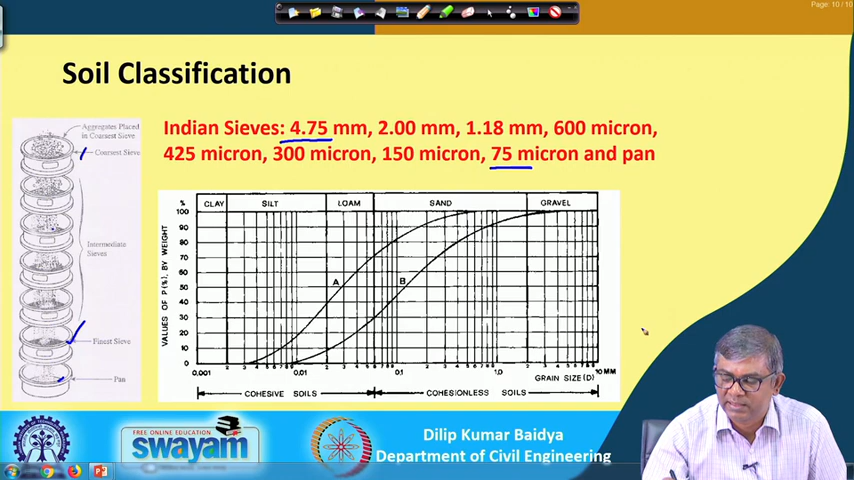 Page: 10 / 10
Soil Classification
Indian Sieves: 4.75 mm, 2.00 mm, 1.18 mm, 600 micron,
425 micron, 300 micron, 150 micron, 75 micron and pan
Aggregates Placed
in Coarsest Sieve
Coarsest Sieve
Intermediate
Sieves
Finest Sieve
Pan
% CLAY SILT LOAM SAND GRAVEL
100
90
80
70
60
50
40
30
20
10
0
VALUES OF P(%), BY WEIGHT
A
B
0.001 0.01 0.1 1.0 10 MM
GRAIN SIZE (D)
COHESIVE SOILS COHESIONLESS SOILS
FREE ONLINE EDUCATION
swayam
Dilip Kumar Baidya
Department of Civil Engineering